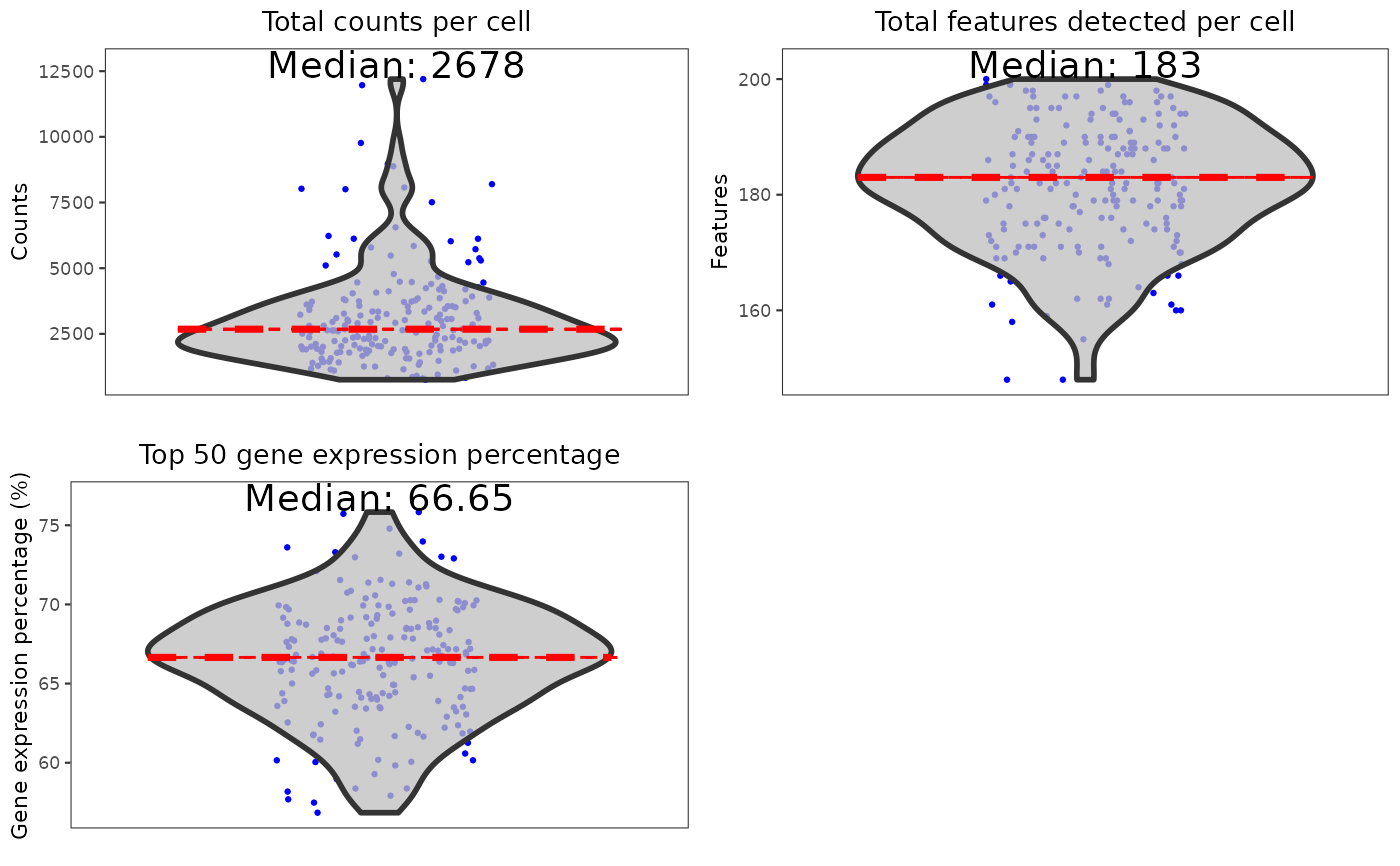 Total counts per cell
Median: 2678
12500
10000
7500
5000
2500
Counts
Total features detected per cell
Median: 183
200
180
160
Features
Top 50 gene expression percentage
Median: 66.65
75
70
65
60
Gene expression percentage (%)